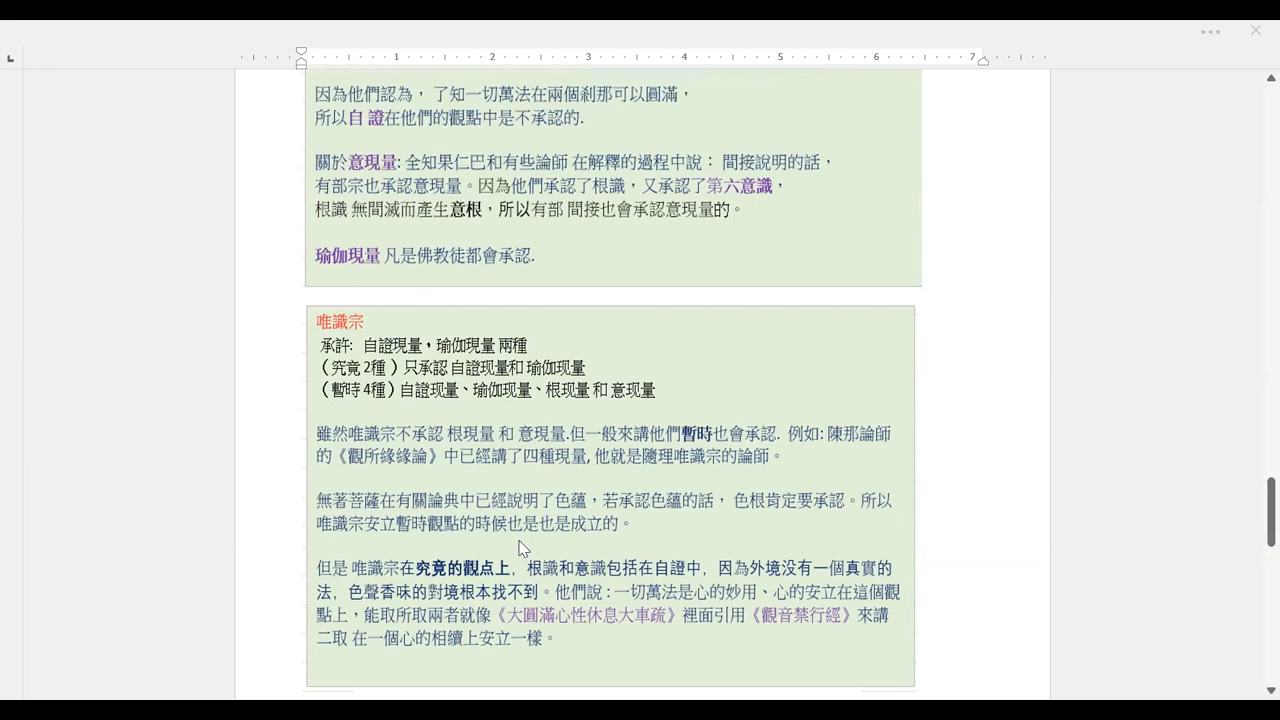 1 2 3 4 5 6 7
因為他們認為， 了知一切萬法在兩個剎那可以圓滿，
所以自 證在他們的觀點中是不承認的.
關於意現量: 全知果仁巴和有些論師 在解釋的過程中說： 間接說明的話，
有部宗也承認意現量。因為他們承認了根識，又承認了第六意識，
根識 無間滅而產生意根，所以有部 間接也會承認意現量的。
瑜伽現量 凡是佛教徒都會承認.
唯識宗
承許: 自證現量，瑜伽現量 兩種
（究竟 2種 ）只承認 自證现量和 瑜伽现量
（暫時 4種）自證现量、瑜伽现量、根现量 和 意现量
雖然唯識宗不承認 根現量 和 意現量.但一般來講他們暫時也會承認. 例如: 陳那論師
的《觀所緣緣論》中已經講了四種現量, 他就是隨理唯識宗的論師。
無著菩薩在有關論典中已經說明了色蘊，若承認色蘊的話， 色根肯定要承認。所以
唯識宗安立暫時觀點的時候也是也是成立的。
但是 唯識宗在究竟的觀点上，根識和意識包括在自證中，因為外境没有一個真實的
法，色聲香味的對境根本找不到。他們說 : 一切萬法是心的妙用、心的安立在這個觀
點上，能取所取兩者就像《大圓滿心性休息大車疏》裡面引用《觀音禁行經》來講
二取 在一個心的相續上安立一樣。